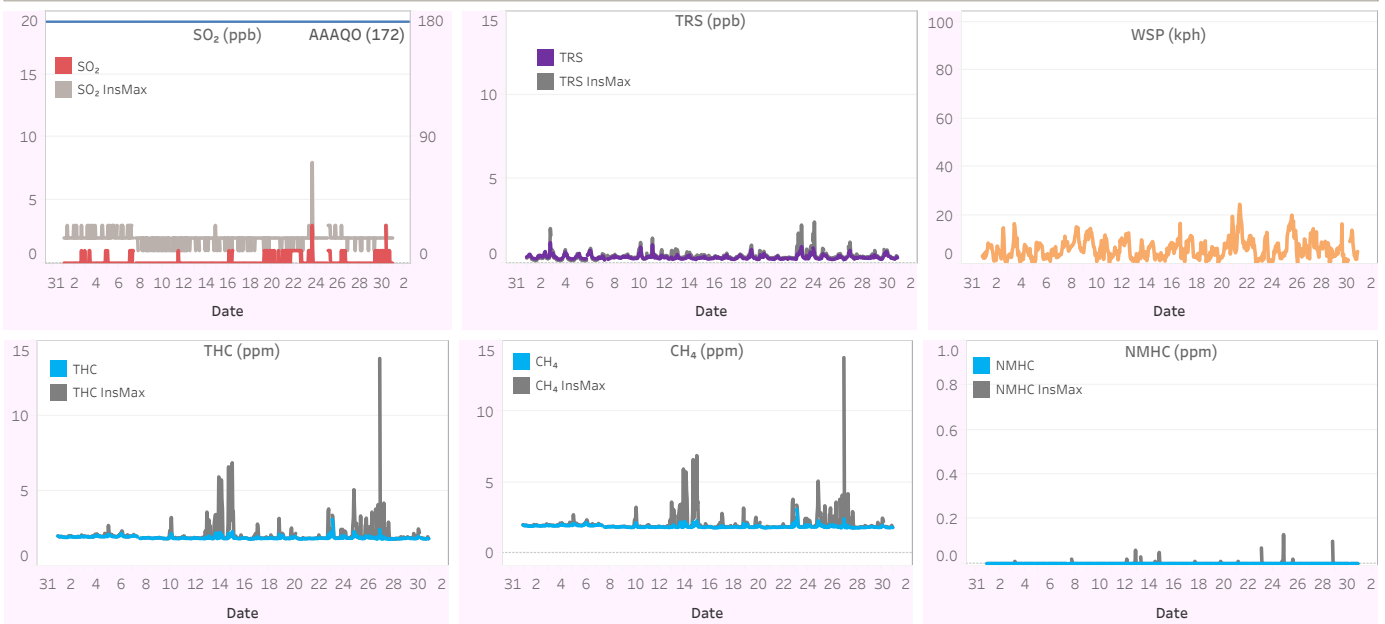 SO₂ (ppb)
AAAQO (172)
SO₂
SO₂ InsMax
20
15
10
5
0
180
90
0
31 2 4 6 8 10 12 14 16 18 20 22 24 26 28 30 2
Date
TRS (ppb)
TRS
TRS InsMax
15
10
5
0
31 2 4 6 8 10 12 14 16 18 20 22 24 26 28 30 2
Date
WSP (kph)
100
80
60
40
20
0
31 2 4 6 8 10 12 14 16 18 20 22 24 26 28 30 2
Date
THC (ppm)
THC
THC InsMax
15
10
5
0
31 2 4 6 8 10 12 14 16 18 20 22 24 26 28 30 2
Date
CH₄ (ppm)
CH₄
CH₄ InsMax
15
10
5
0
31 2 4 6 8 10 12 14 16 18 20 22 24 26 28 30 2
Date
NMHC (ppm)
NMHC
NMHC InsMax
1.0
0.8
0.6
0.4
0.2
0.0
31 2 4 6 8 10 12 14 16 18 20 22 24 26 28 30 2
Date